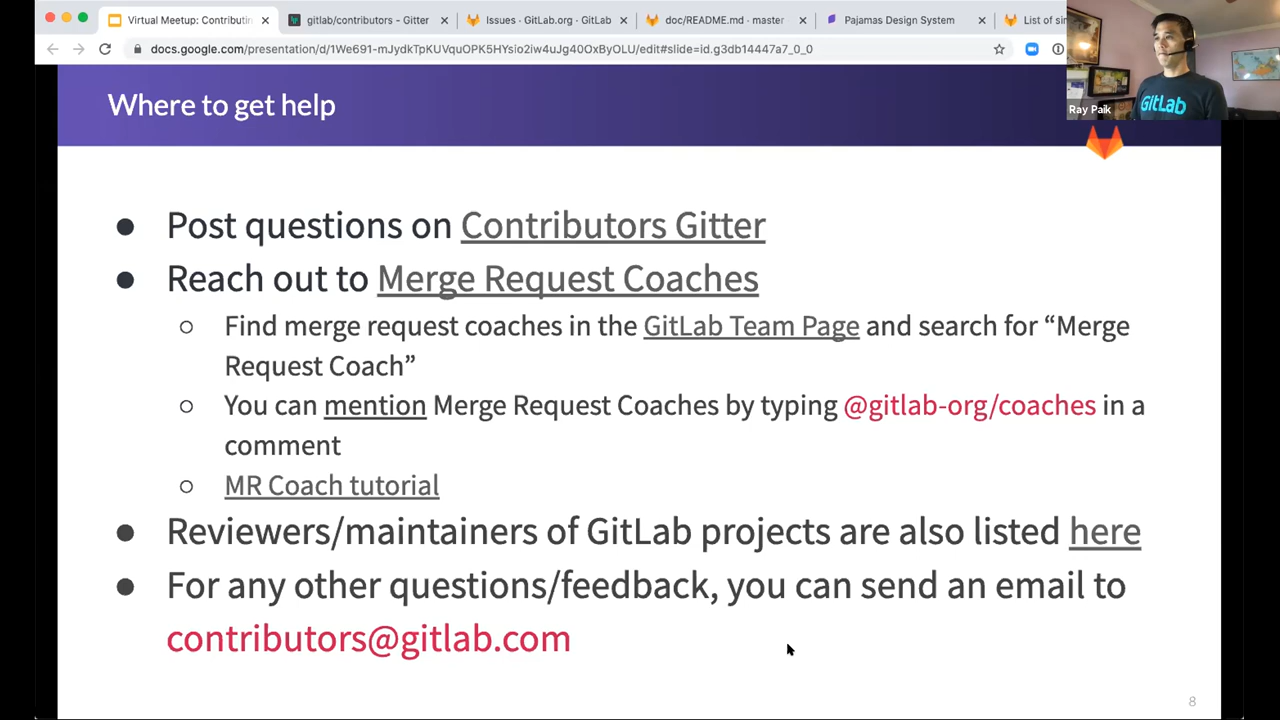 Virtual Meetup: Contributin
gitlab/contributors - Gitter
Issues · GitLab.org · GitLab
doc/README.md · master
Pajamas Design System
List of si
docs.google.com/presentation/d/1We691-mJydkTpKUVquOPK5HYsio2iw4uJg40OxByOLU/edit#slide=id.g3db14447a7_0_0
GitLab
Ray Paik
Where to get help
● Post questions on Contributors Gitter
● Reach out to Merge Request Coaches
○ Find merge request coaches in the GitLab Team Page and search for “Merge
Request Coach”
○ You can mention Merge Request Coaches by typing @gitlab-org/coaches in a
comment
○ MR Coach tutorial
● Reviewers/maintainers of GitLab projects are also listed here
● For any other questions/feedback, you can send an email to
contributors@gitlab.com
8